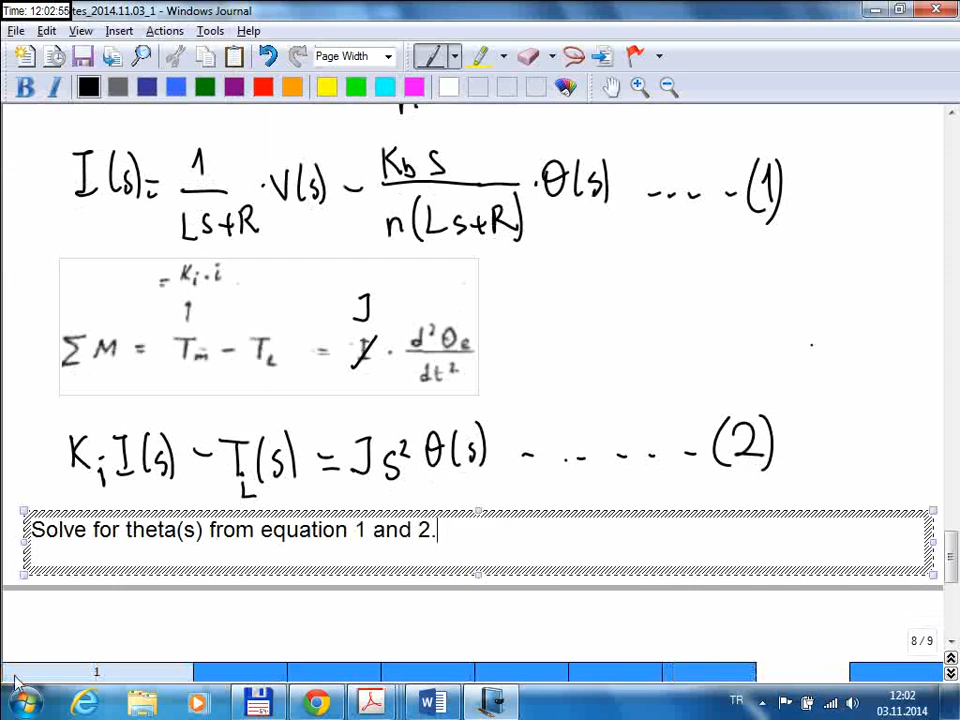 Time: 12:02:55
tes_2014.11.03_1 - Windows Journal
File Edit View Insert Actions Tools Help
Page Width
B I
I(s)= 1/(Ls+R) · V(s) - Kb s/(n(Ls+R)) · θ(s) ---- (1)
= Ki · i
↑ J
∑ M = Tm - TL = I · d²θe/dt²
Ki I(s) - TL(s) = J s² θ(s) - .. - - .. - (2)
Solve for theta(s) from equation 1 and 2.
8 / 9
1
TR
12:02
03.11.2014